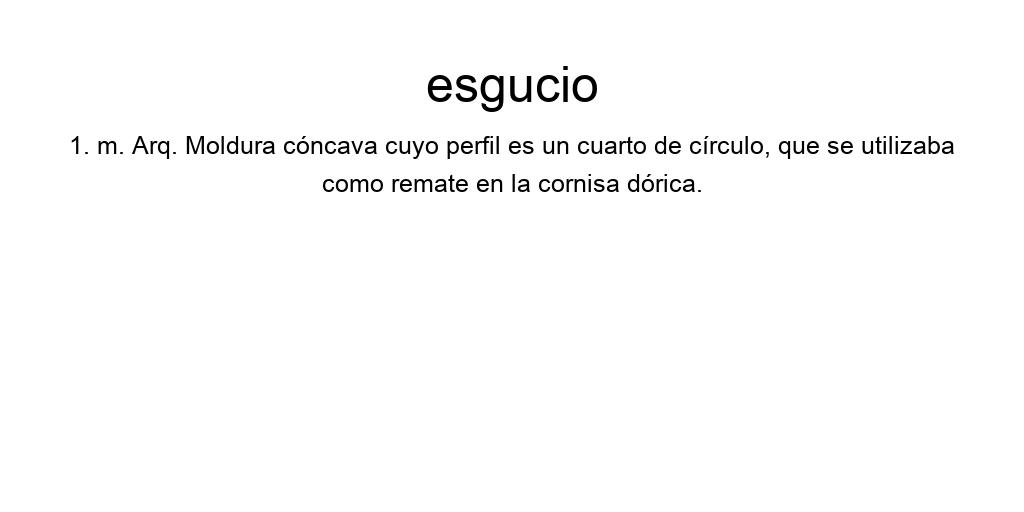 esgucio
1. m. Arq. Moldura cóncava cuyo perfil es un cuarto de círculo, que se utilizaba
como remate en la cornisa dórica.